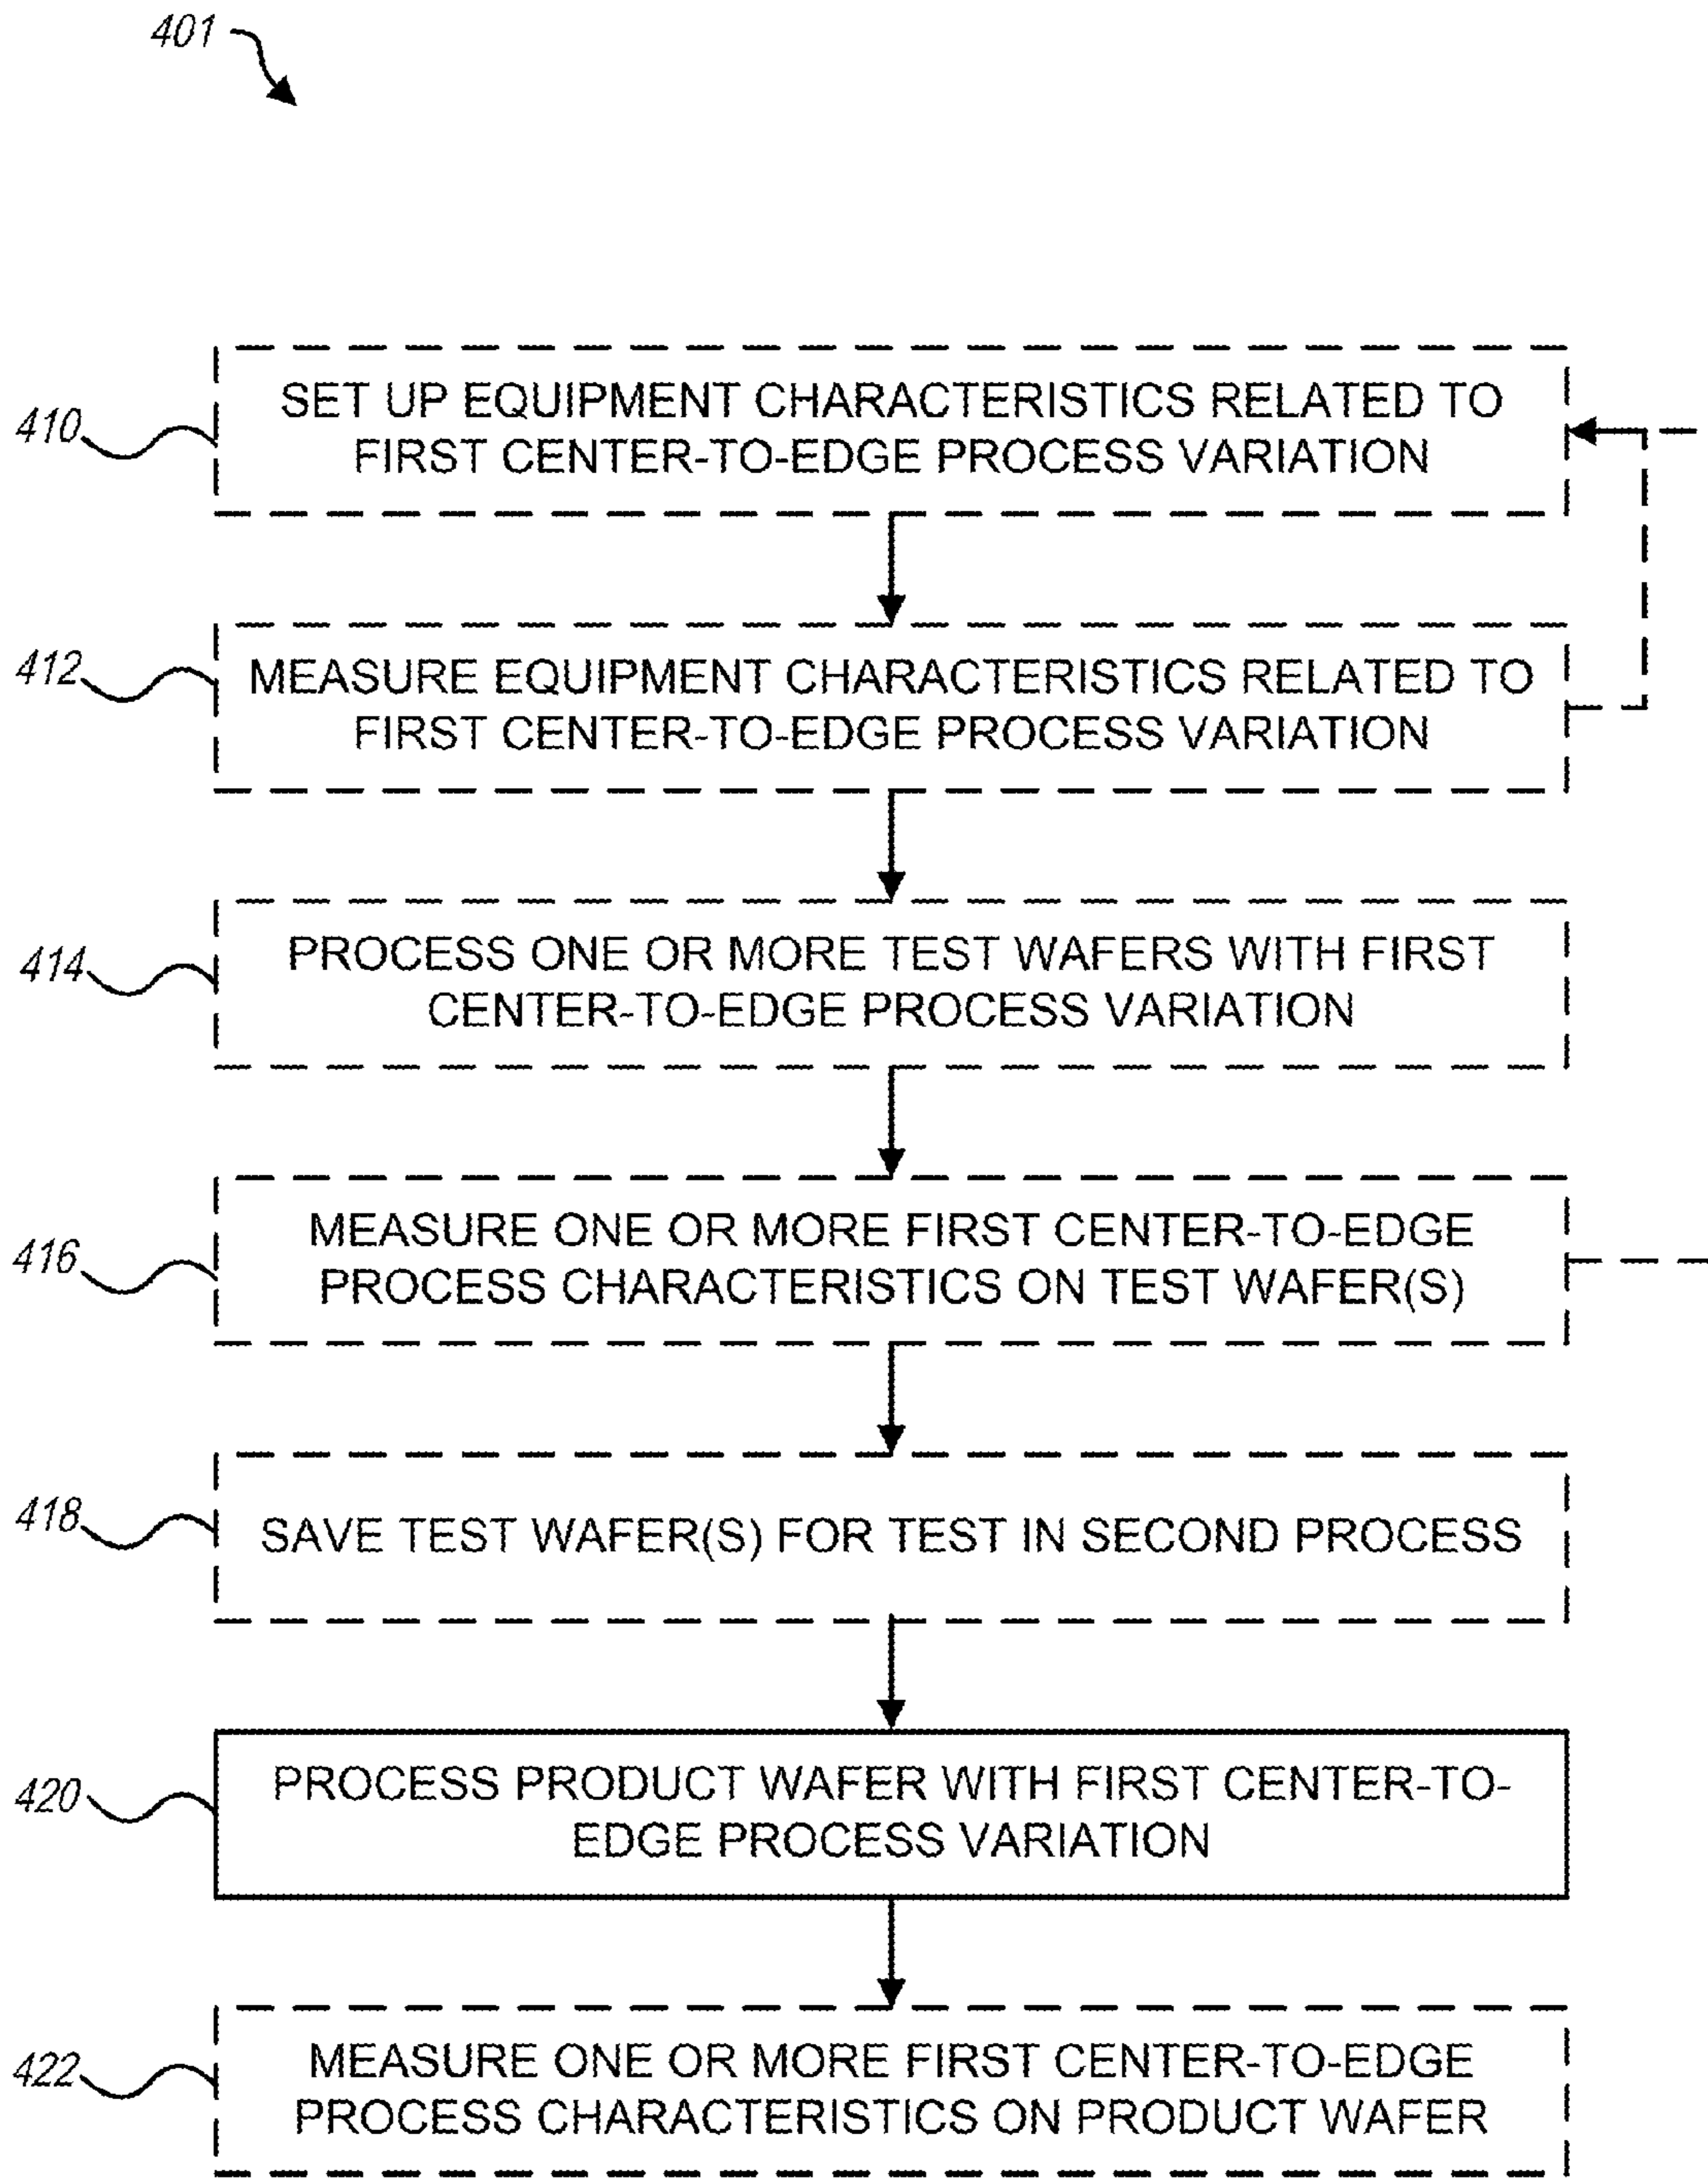 401
410
SET UP EQUIPMENT CHARACTERISTICS RELATED TO
FIRST CENTER-TO-EDGE PROCESS VARIATION
412
MEASURE EQUIPMENT CHARACTERISTICS RELATED TO
FIRST CENTER-TO-EDGE PROCESS VARIATION
414
PROCESS ONE OR MORE TEST WAFERS WITH FIRST
CENTER-TO-EDGE PROCESS VARIATION
416
MEASURE ONE OR MORE FIRST CENTER-TO-EDGE
PROCESS CHARACTERISTICS ON TEST WAFER(S)
418
SAVE TEST WAFER(S) FOR TEST IN SECOND PROCESS
420
PROCESS PRODUCT WAFER WITH FIRST CENTER-TO-
EDGE PROCESS VARIATION
422
MEASURE ONE OR MORE FIRST CENTER-TO-EDGE
PROCESS CHARACTERISTICS ON PRODUCT WAFER